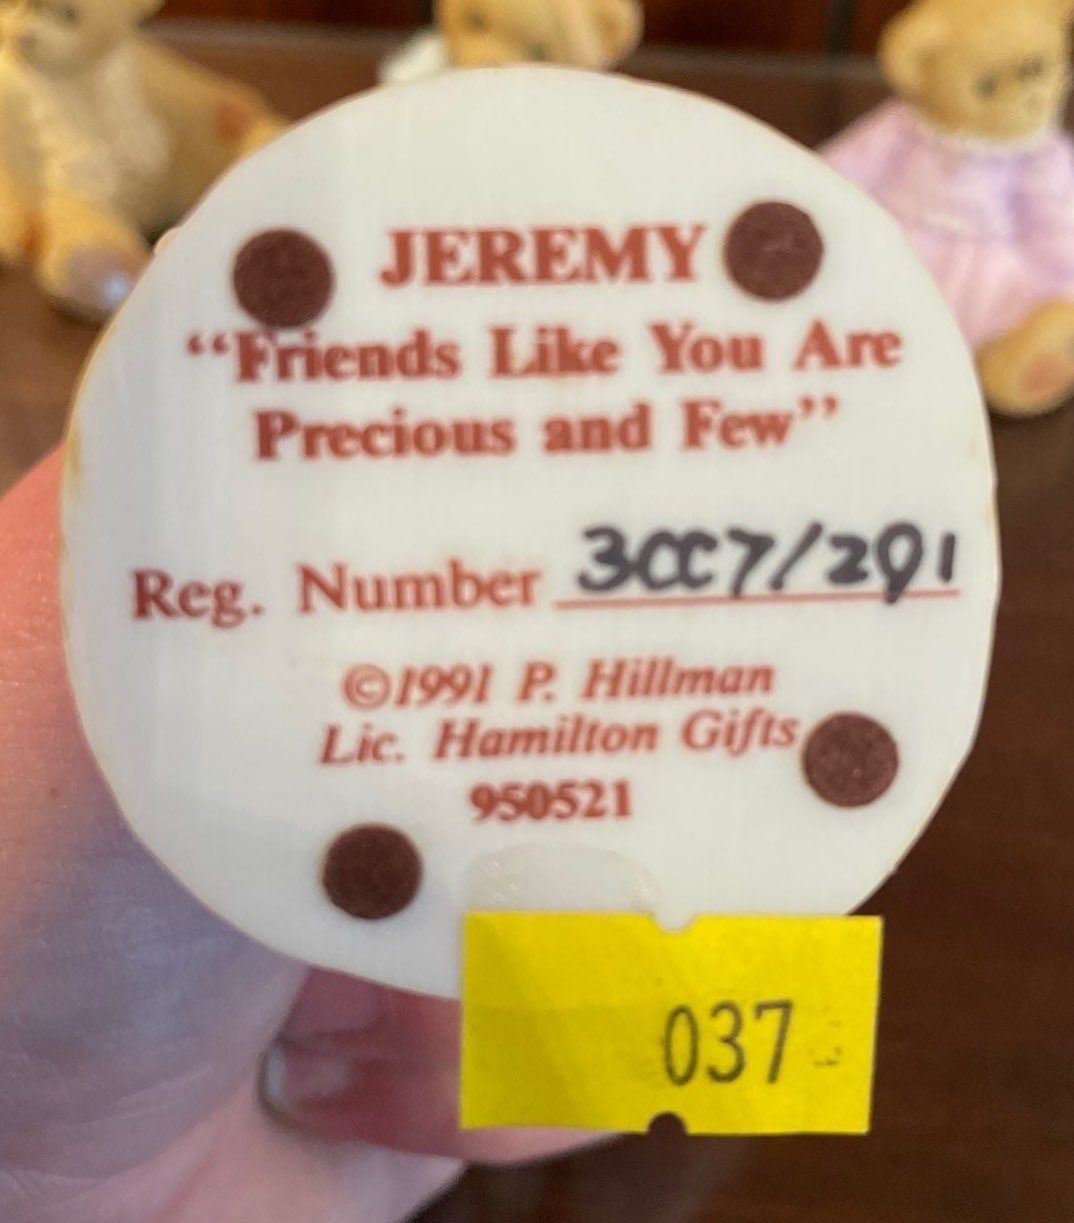 JEREMY
“Friends Like You Are
Precious and Few”
Reg. Number 3CC7/291
©1991 P. Hillman
Lic. Hamilton Gifts
950521
037